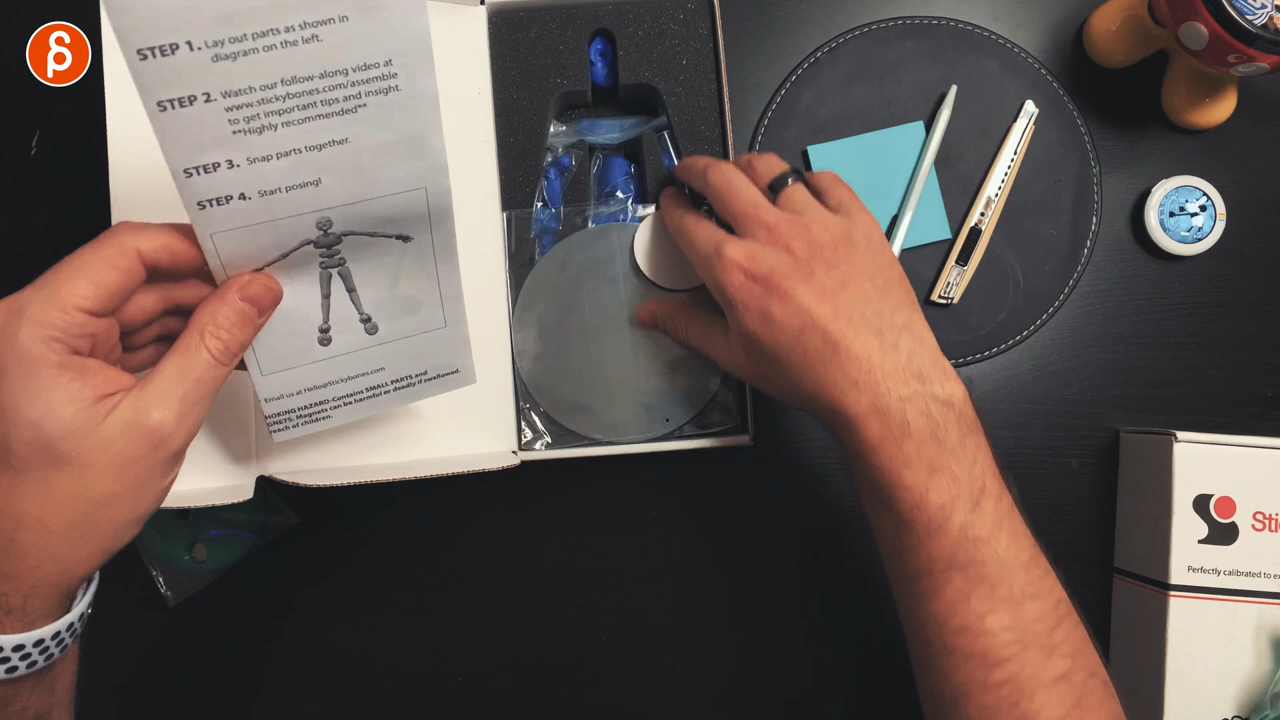 STEP 1. Lay out parts as shown in
diagram on the left.
STEP 2. Watch our follow-along video at
www.stickybones.com/assemble
to get important tips and insight.
**Highly recommended**
STEP 3. Snap parts together.
STEP 4. Start posing!
Email us at Hello@Stickybones.com
HOKING HAZARD-Contains SMALL PARTS and
GNETS. Magnets can be harmful or deadly if swallowed.
reach of children.
Sti
Perfectly calibrated to e